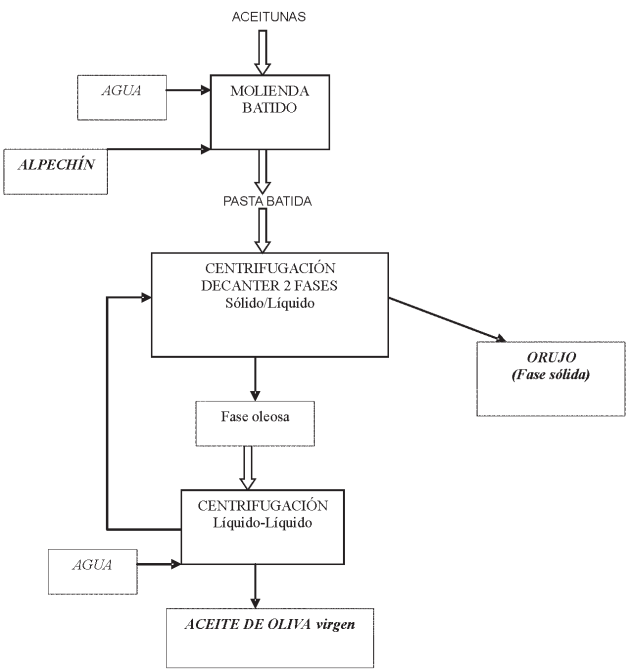 ACEITUNAS
AGUA
MOLIENDA
BATIDO
ALPECHÍN
PASTA BATIDA
CENTRIFUGACIÓN
DECANTER 2 FASES
Sólido/Líquido
ORUJO
(Fase sólida)
Fase oleosa
CENTRIFUGACIÓN
Líquido-Líquido
AGUA
ACEITE DE OLIVA virgen